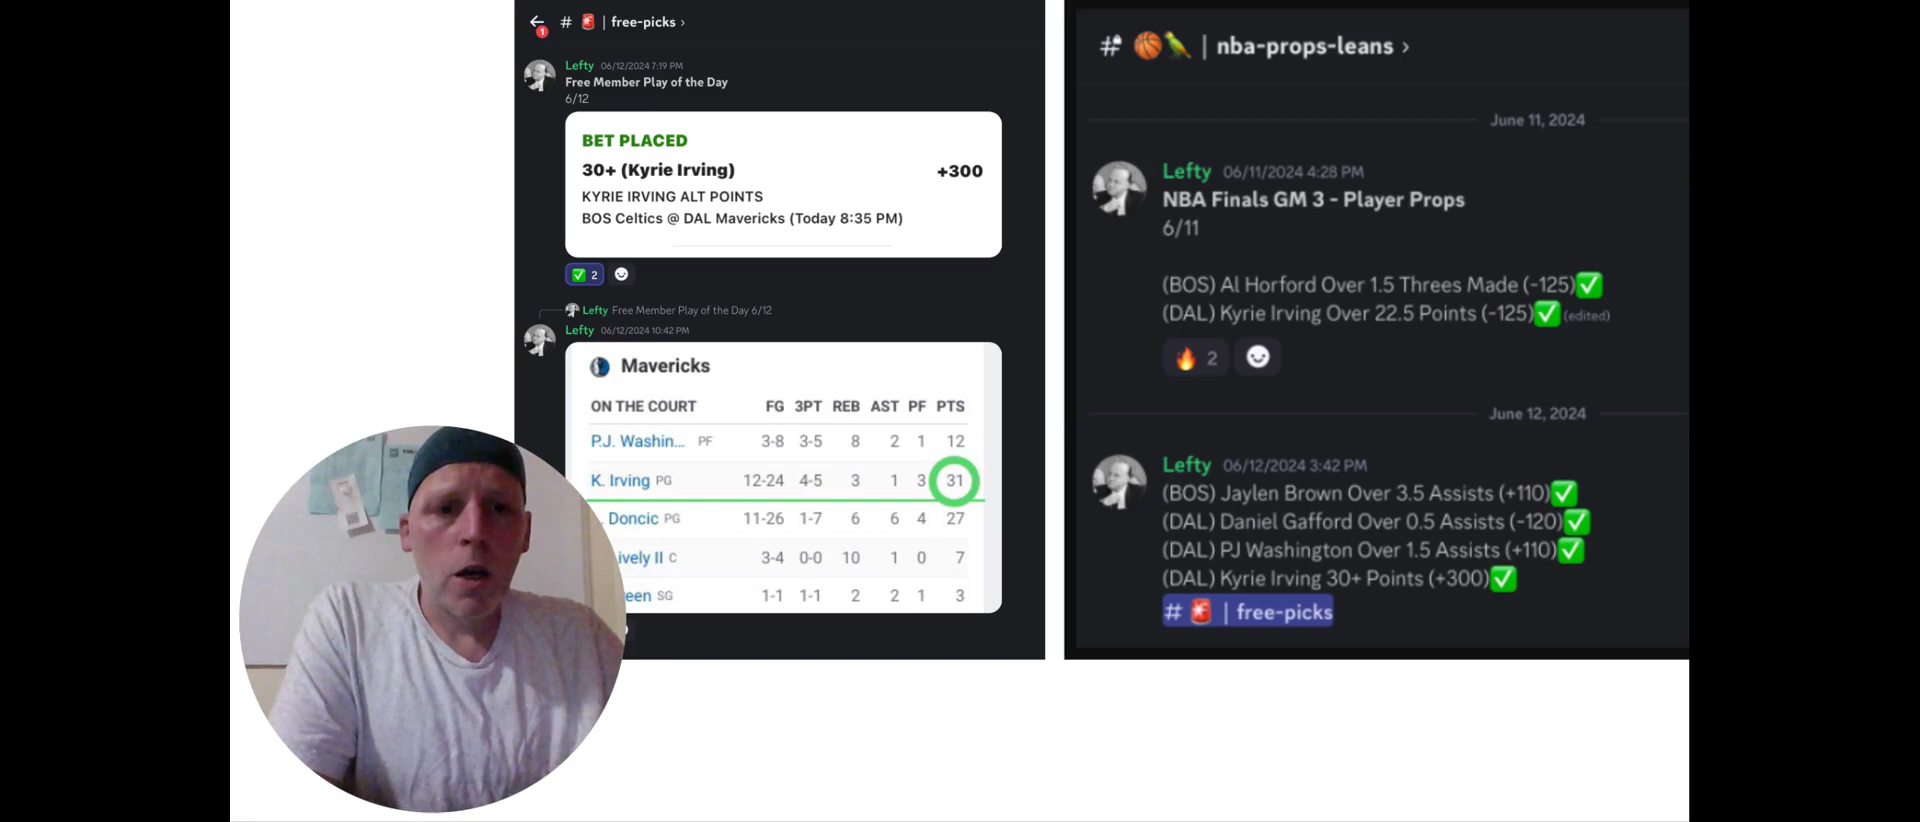 # | free-picks ›
1
Lefty 06/12/2024 7:19 PM
Free Member Play of the Day
6/12
BET PLACED
30+ (Kyrie Irving) +300
KYRIE IRVING ALT POINTS
BOS Celtics @ DAL Mavericks (Today 8:35 PM)
2
Lefty Free Member Play of the Day 6/12
Lefty 06/12/2024 10:42 PM
Mavericks
ON THE COURT FG 3PT REB AST PF PTS
P.J. Washin... PF 3-8 3-5 8 2 1 12
K. Irving PG 12-24 4-5 3 1 3 31
. Doncic PG 11-26 1-7 6 6 4 27
ively II C 3-4 0-0 10 1 0 7
een SG 1-1 1-1 2 2 1 3
# | nba-props-leans ›
June 11, 2024
Lefty 06/11/2024 4:28 PM
NBA Finals GM 3 - Player Props
6/11
(BOS) Al Horford Over 1.5 Threes Made (-125)
(DAL) Kyrie Irving Over 22.5 Points (-125) (edited)
2
June 12, 2024
Lefty 06/12/2024 3:42 PM
(BOS) Jaylen Brown Over 3.5 Assists (+110)
(DAL) Daniel Gafford Over 0.5 Assists (-120)
(DAL) PJ Washington Over 1.5 Assists (+110)
(DAL) Kyrie Irving 30+ Points (+300)
# | free-picks